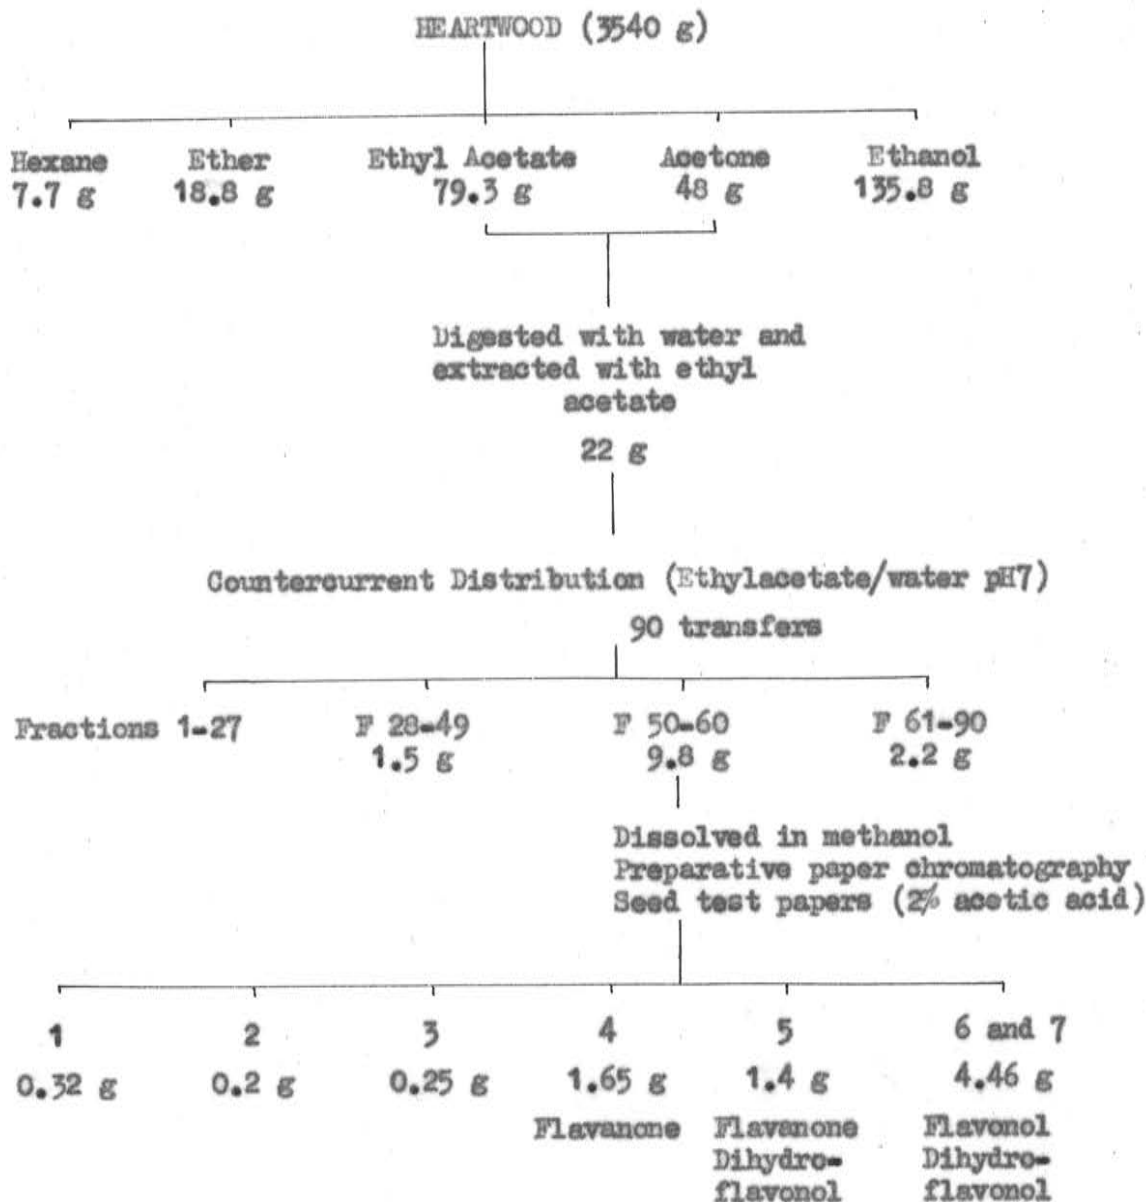 HEARTWOOD (3540 g)
Hexane Ether Ethyl Acetate Acetone Ethanol
7.7 g 18.8 g 79.3 g 48 g 135.8 g
Digested with water and
extracted with ethyl
acetate
22 g
Countercurrent Distribution (Ethylacetate/water pH7)
90 transfers
Fractions 1-27 F 28-49 F 50-60 F 61-90
1.5 g 9.8 g 2.2 g
Dissolved in methanol
Preparative paper chromatography
Seed test papers (2% acetic acid)
1 2 3 4 5 6 and 7
0.32 g 0.2 g 0.25 g 1.65 g 1.4 g 4.46 g
Flavanone Flavanone Flavonol
Dihydro- Dihydro-
flavonol flavonol